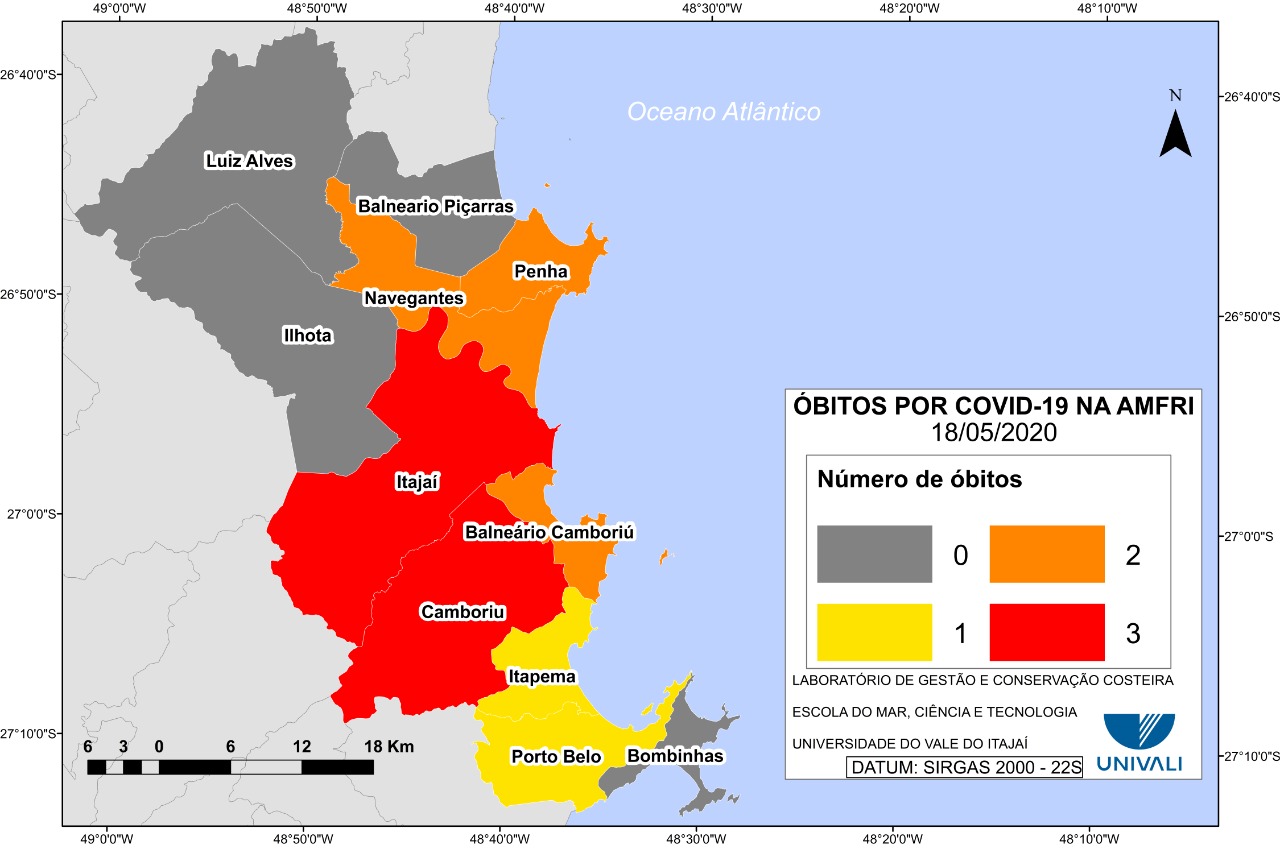 49°0'0"W 48°50'0"W 48°40'0"W 48°30'0"W 48°20'0"W 48°10'0"W
26°40'0"S
26°40'0"S
N
Oceano Atlântico
Luiz Alves
Balneario Piçarras
Penha
26°50'0"S
Navegantes
26°50'0"S
Ilhota
ÓBITOS POR COVID-19 NA AMFRI
18/05/2020
Número de óbitos
0 2
1 3
Itajaí
27°0'0"S
Balneário Camboriú
27°0'0"S
Camboriu
Itapema
LABORATÓRIO DE GESTÃO E CONSERVAÇÃO COSTEIRA
ESCOLA DO MAR, CIÊNCIA E TECNOLOGIA
UNIVERSIDADE DO VALE DO ITAJAÍ
DATUM: SIRGAS 2000 - 22S
UNIVALI
27°10'0"S
6 3 0 6 12 18 Km
Porto Belo
Bombinhas
27°10'0"S
49°0'0"W 48°50'0"W 48°40'0"W 48°30'0"W 48°20'0"W 48°10'0"W